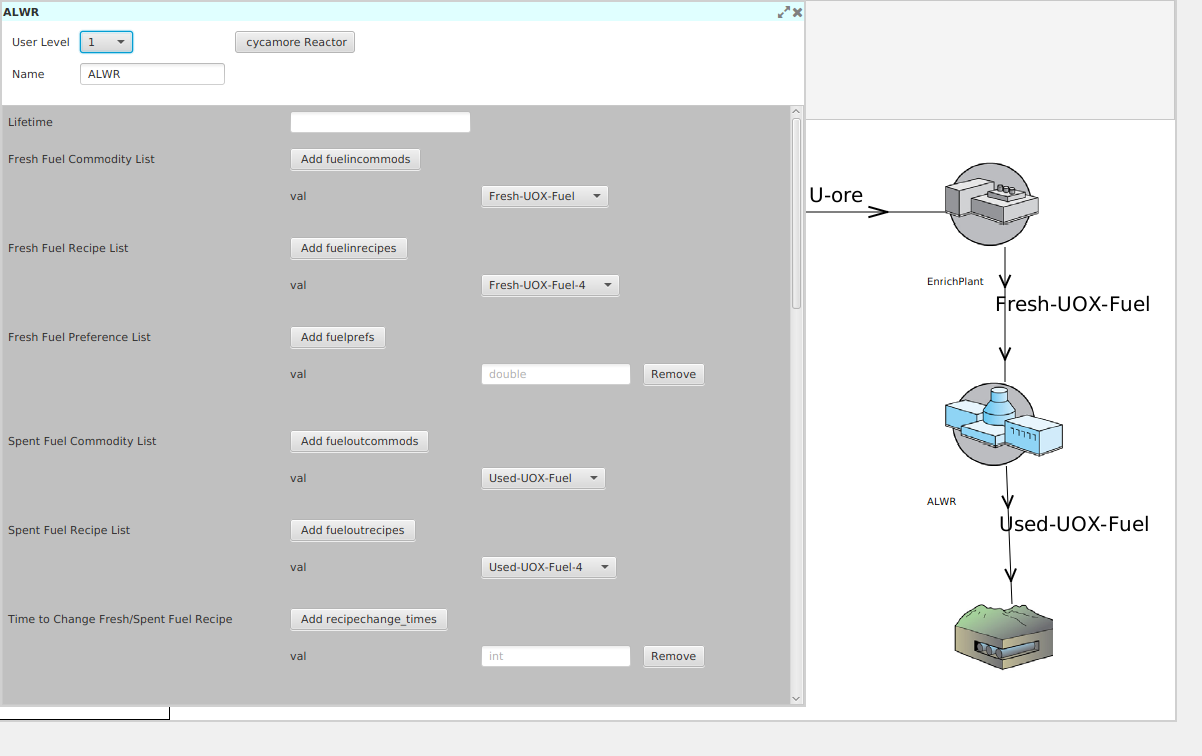 ALWR
User Level 1 cycamore Reactor
Name ALWR
Lifetime
Fresh Fuel Commodity List Add fuelincommods
val Fresh-UOX-Fuel
Fresh Fuel Recipe List Add fuelinrecipes
val Fresh-UOX-Fuel-4
Fresh Fuel Preference List Add fuelprefs
val double Remove
Spent Fuel Commodity List Add fueloutcommods
val Used-UOX-Fuel
Spent Fuel Recipe List Add fueloutrecipes
val Used-UOX-Fuel-4
Time to Change Fresh/Spent Fuel Recipe Add recipechange_times
val int Remove
U-ore
EnrichPlant
Fresh-UOX-Fuel
ALWR
Used-UOX-Fuel